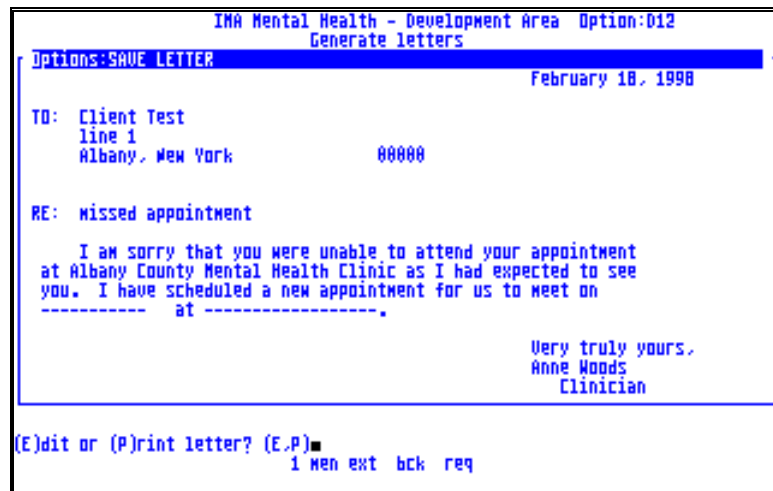 IMA Mental Health - Development Area Option:D12
Generate letters
Options:SAVE LETTER
February 18, 1998
TO: Client Test
line 1
Albany, New York 00000
RE: missed appointment
I am sorry that you were unable to attend your appointment
at Albany County Mental Health Clinic as I had expected to see
you. I have scheduled a new appointment for us to meet on
----------- at ------------------.
Very truly yours,
Anne Woods
Clinician
(E)dit or (P)rint letter? (E,P)
1 men ext bck req